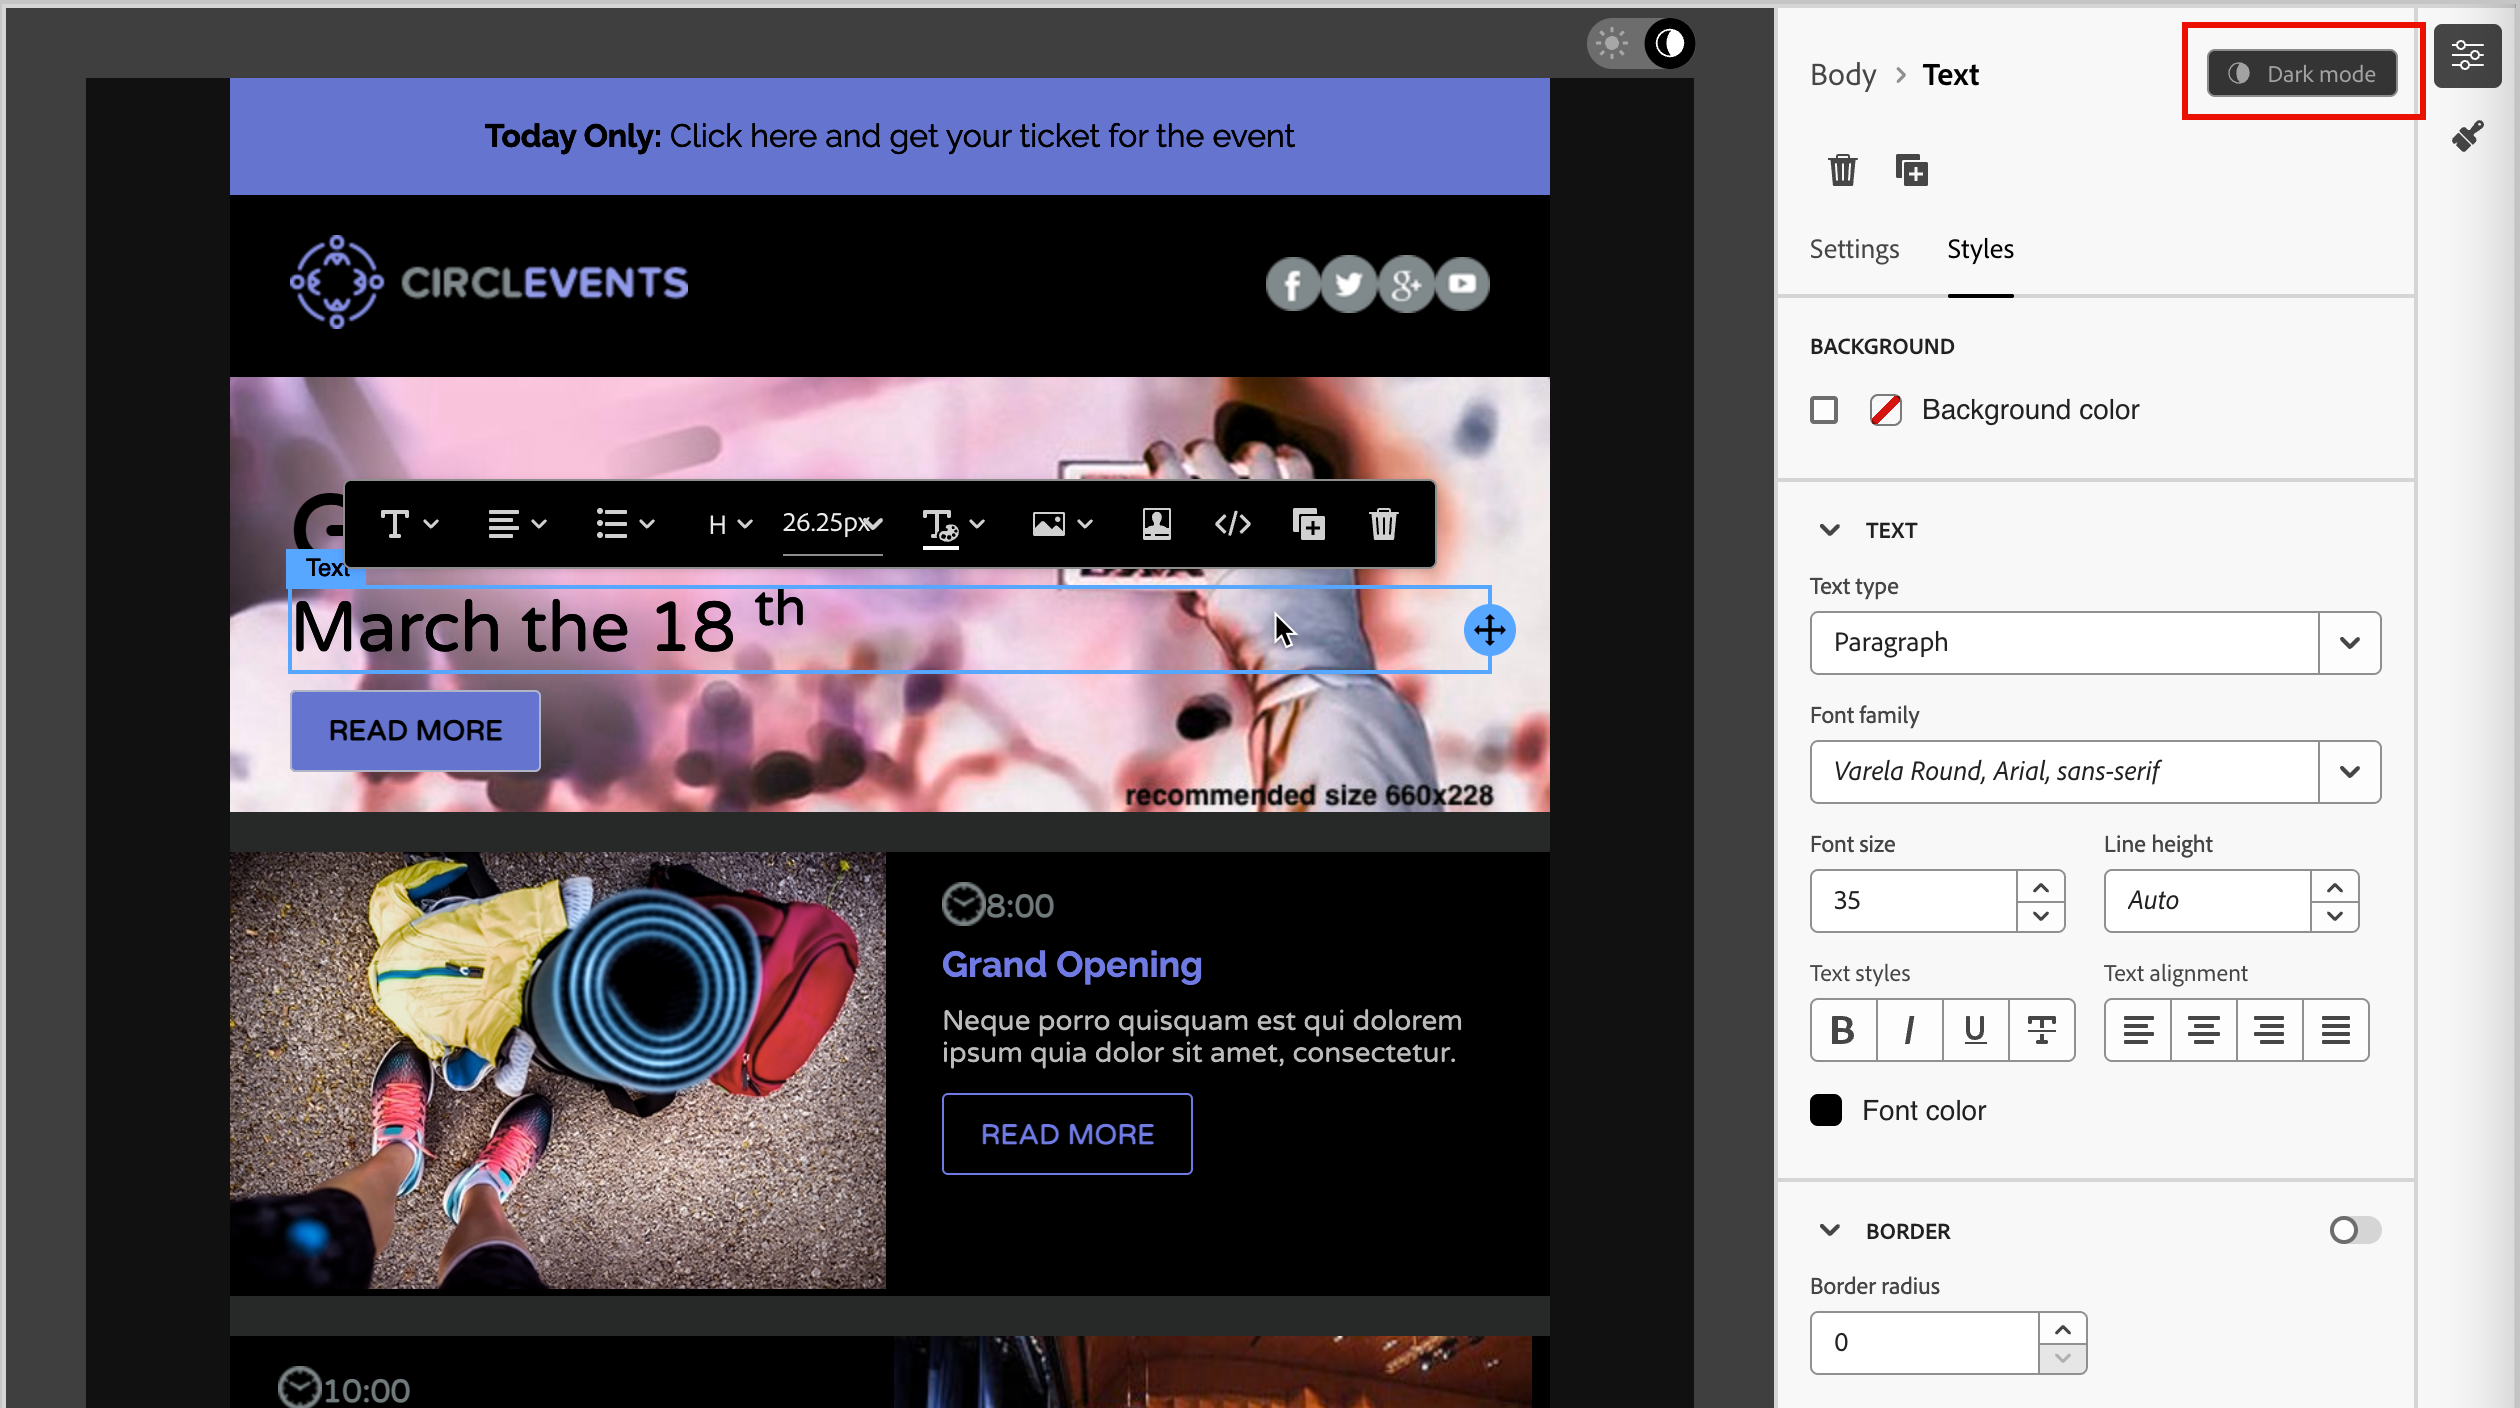 Today Only: Click here and get your ticket for the event
CIRCLEVENTS
f
g+
G
H
26.25px
Text
March the 18 th
READ MORE
recommended size 660x228
8:00
Grand Opening
Neque porro quisquam est qui dolorem
ipsum quia dolor sit amet, consectetur.
READ MORE
10:00
Body > Text
Dark mode
Settings Styles
BACKGROUND
Background color
TEXT
Text type
Paragraph
Font family
Varela Round, Arial, sans-serif
Font size Line height
35 Auto
Text styles Text alignment
B I U T
Font color
BORDER
Border radius
0